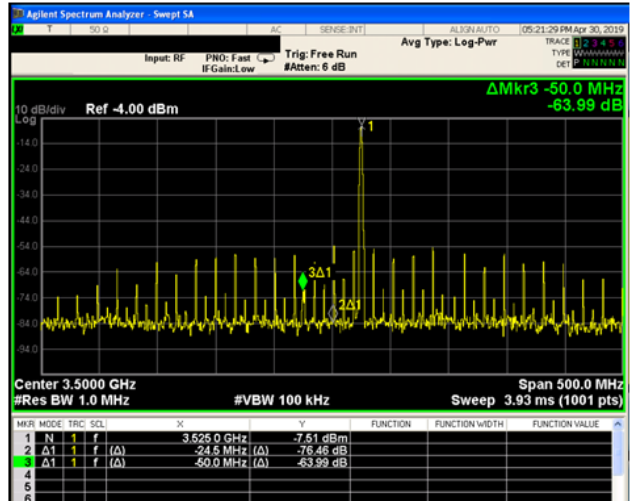 Agilent Spectrum Analyzer - Swept SA
T 50 Ω AC SENSE:INT ALIGN AUTO 05:21:29 PM Apr 30, 2019
Input: RF PNO: Fast Trig: Free Run Avg Type: Log-Pwr TRACE 1 2 3 4 5 6
IFGain:Low #Atten: 6 dB TYPE
DET P N N N N N
ΔMkr3 -50.0 MHz
-63.99 dB
10 dB/div Ref -4.00 dBm
Log
1
-14.0
-24.0
-34.0
-44.0
-54.0
-64.0
3Δ1
-74.0
2Δ1
-84.0
-94.0
Center 3.5000 GHz Span 500.0 MHz
#Res BW 1.0 MHz #VBW 100 kHz Sweep 3.93 ms (1001 pts)
MKR MODE TRC SCL X Y FUNCTION FUNCTION WIDTH FUNCTION VALUE
1 N 1 f 3.525 0 GHz -7.51 dBm
2 Δ1 1 f (Δ) -24.5 MHz (Δ) -76.46 dB
3 Δ1 1 f (Δ) -50.0 MHz (Δ) -63.99 dB
4
5
6